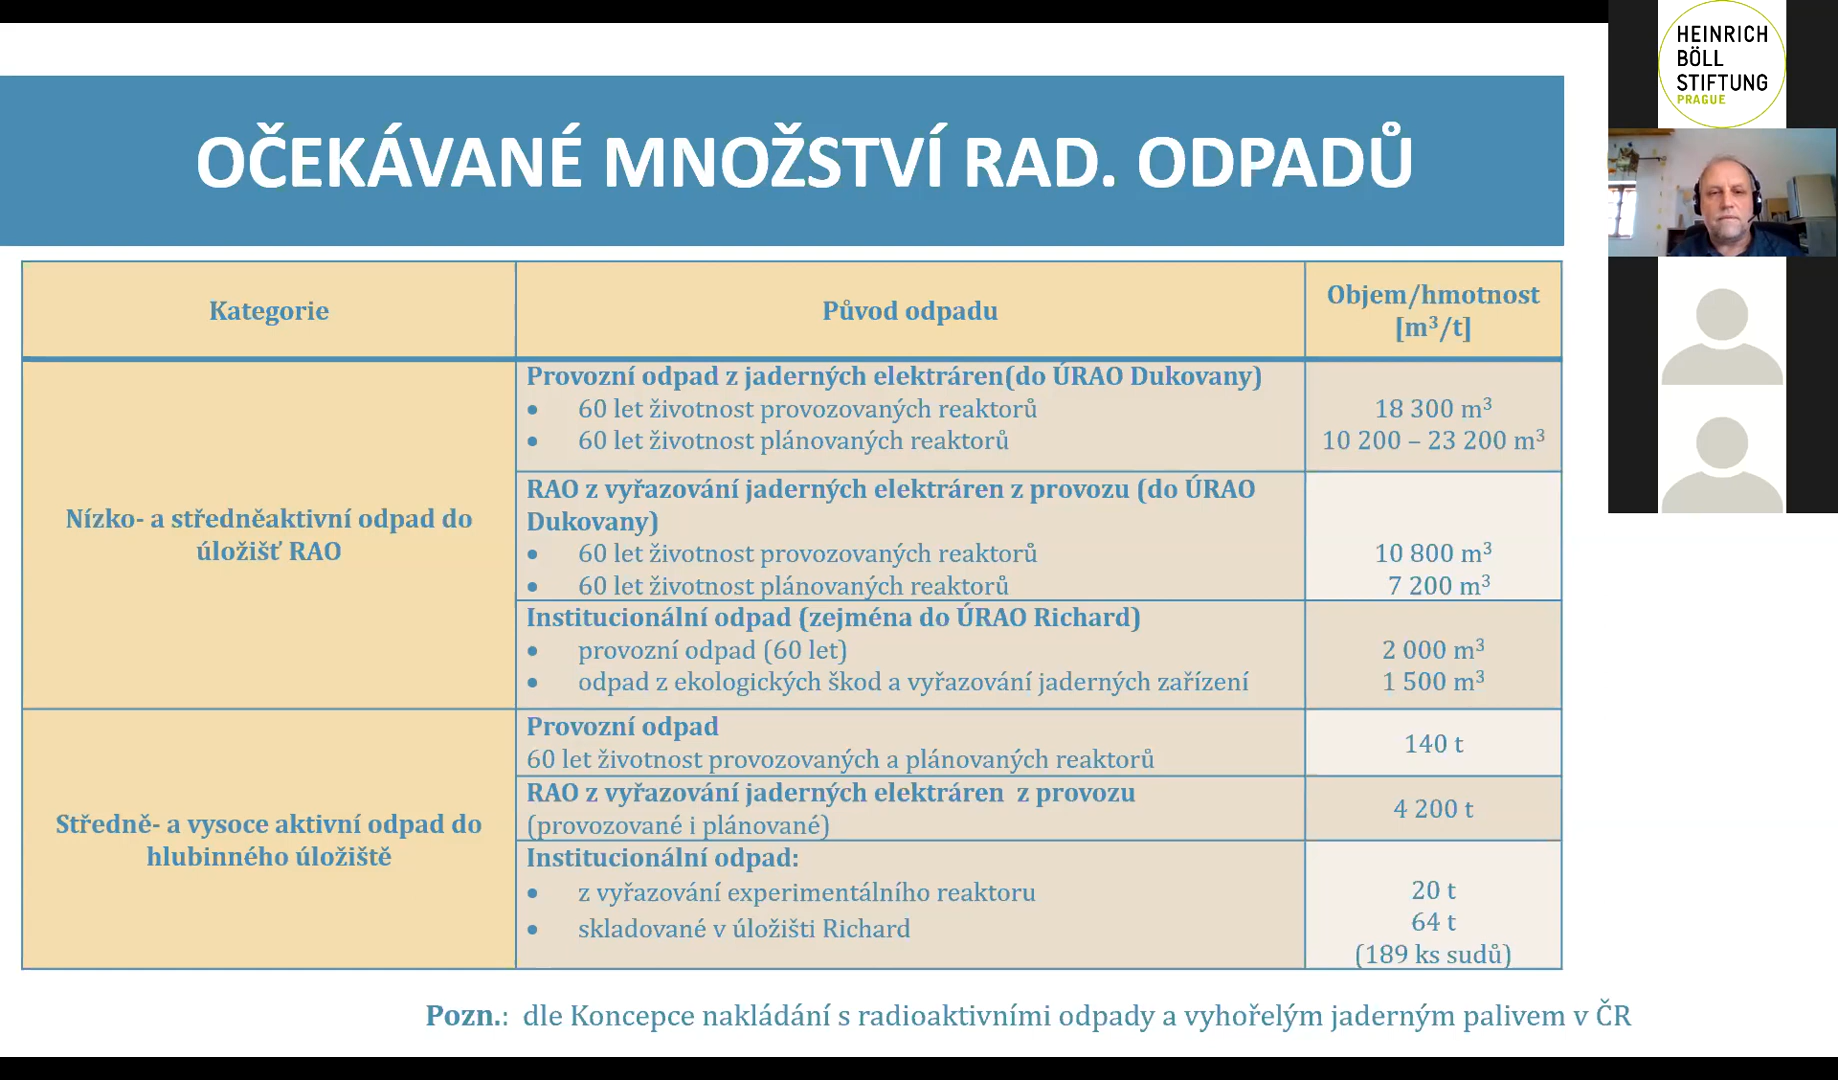 HEINRICH
BÖLL
STIFTUNG
PRAGUE
OČEKÁVANÉ MNOŽSTVÍ RAD. ODPADŮ
Kategorie
Původ odpadu
Objem/hmotnost
[m³/t]
Nízko- a středněaktivní odpad do
úložišť RAO
Provozní odpad z jaderných elektráren(do ÚRAO Dukovany)
• 60 let životnost provozovaných reaktorů
• 60 let životnost plánovaných reaktorů
18 300 m³
10 200 – 23 200 m³
RAO z vyřazování jaderných elektráren z provozu (do ÚRAO
Dukovany)
• 60 let životnost provozovaných reaktorů
• 60 let životnost plánovaných reaktorů
10 800 m³
7 200 m³
Institucionální odpad (zejména do ÚRAO Richard)
• provozní odpad (60 let)
• odpad z ekologických škod a vyřazování jaderných zařízení
2 000 m³
1 500 m³
Středně- a vysoce aktivní odpad do
hlubinného úložiště
Provozní odpad
60 let životnost provozovaných a plánovaných reaktorů
140 t
RAO z vyřazování jaderných elektráren z provozu
(provozované i plánované)
4 200 t
Institucionální odpad:
• z vyřazování experimentálního reaktoru
• skladované v úložišti Richard
20 t
64 t
(189 ks sudů)
Pozn.: dle Koncepce nakládání s radioaktivními odpady a vyhořelým jaderným palivem v ČR